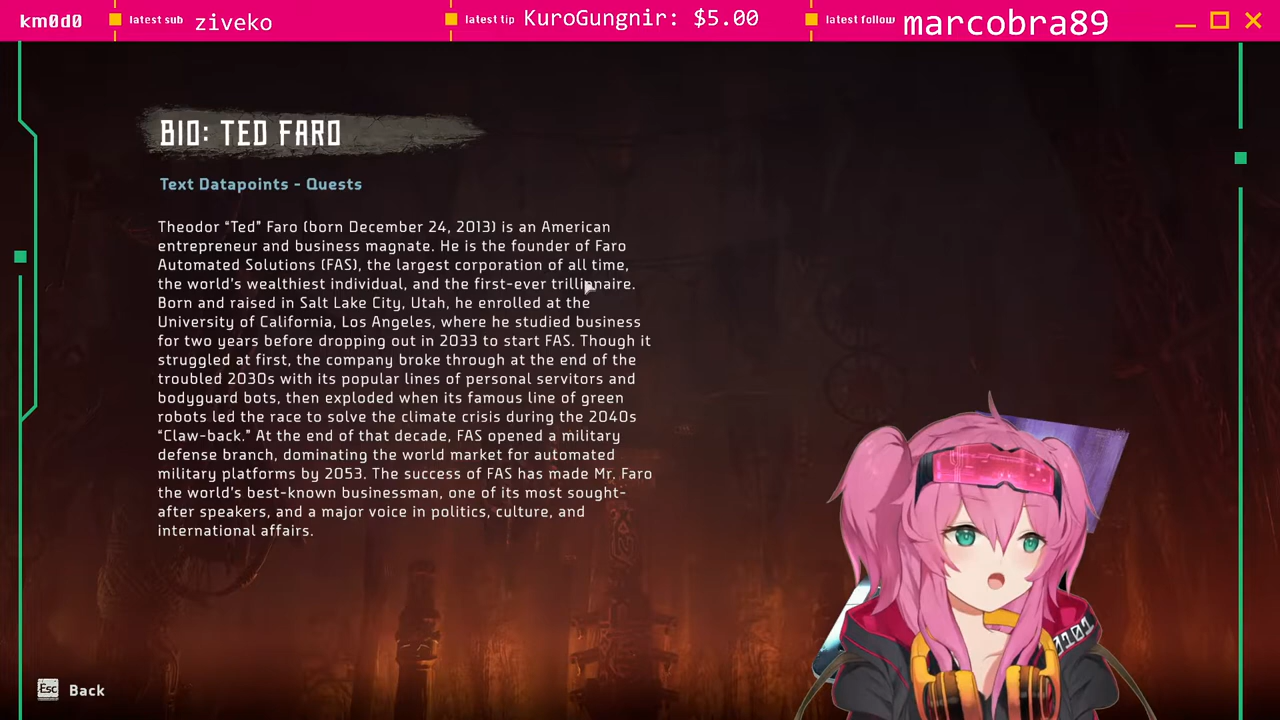 km0d0
latest sub ziveko
latest tip KuroGungnir: $5.00
latest follow marcobra89
BIO: TED FARO
Text Datapoints - Quests
Theodor “Ted” Faro (born December 24, 2013) is an American
entrepreneur and business magnate. He is the founder of Faro
Automated Solutions (FAS), the largest corporation of all time,
the world's wealthiest individual, and the first-ever trillionaire.
Born and raised in Salt Lake City, Utah, he enrolled at the
University of California, Los Angeles, where he studied business
for two years before dropping out in 2033 to start FAS. Though it
struggled at first, the company broke through at the end of the
troubled 2030s with its popular lines of personal servitors and
bodyguard bots, then exploded when its famous line of green
robots led the race to solve the climate crisis during the 2040s
“Claw-back.” At the end of that decade, FAS opened a military
defense branch, dominating the world market for automated
military platforms by 2053. The success of FAS has made Mr. Faro
the world's best-known businessman, one of its most sought-
after speakers, and a major voice in politics, culture, and
international affairs.
0101
Esc Back